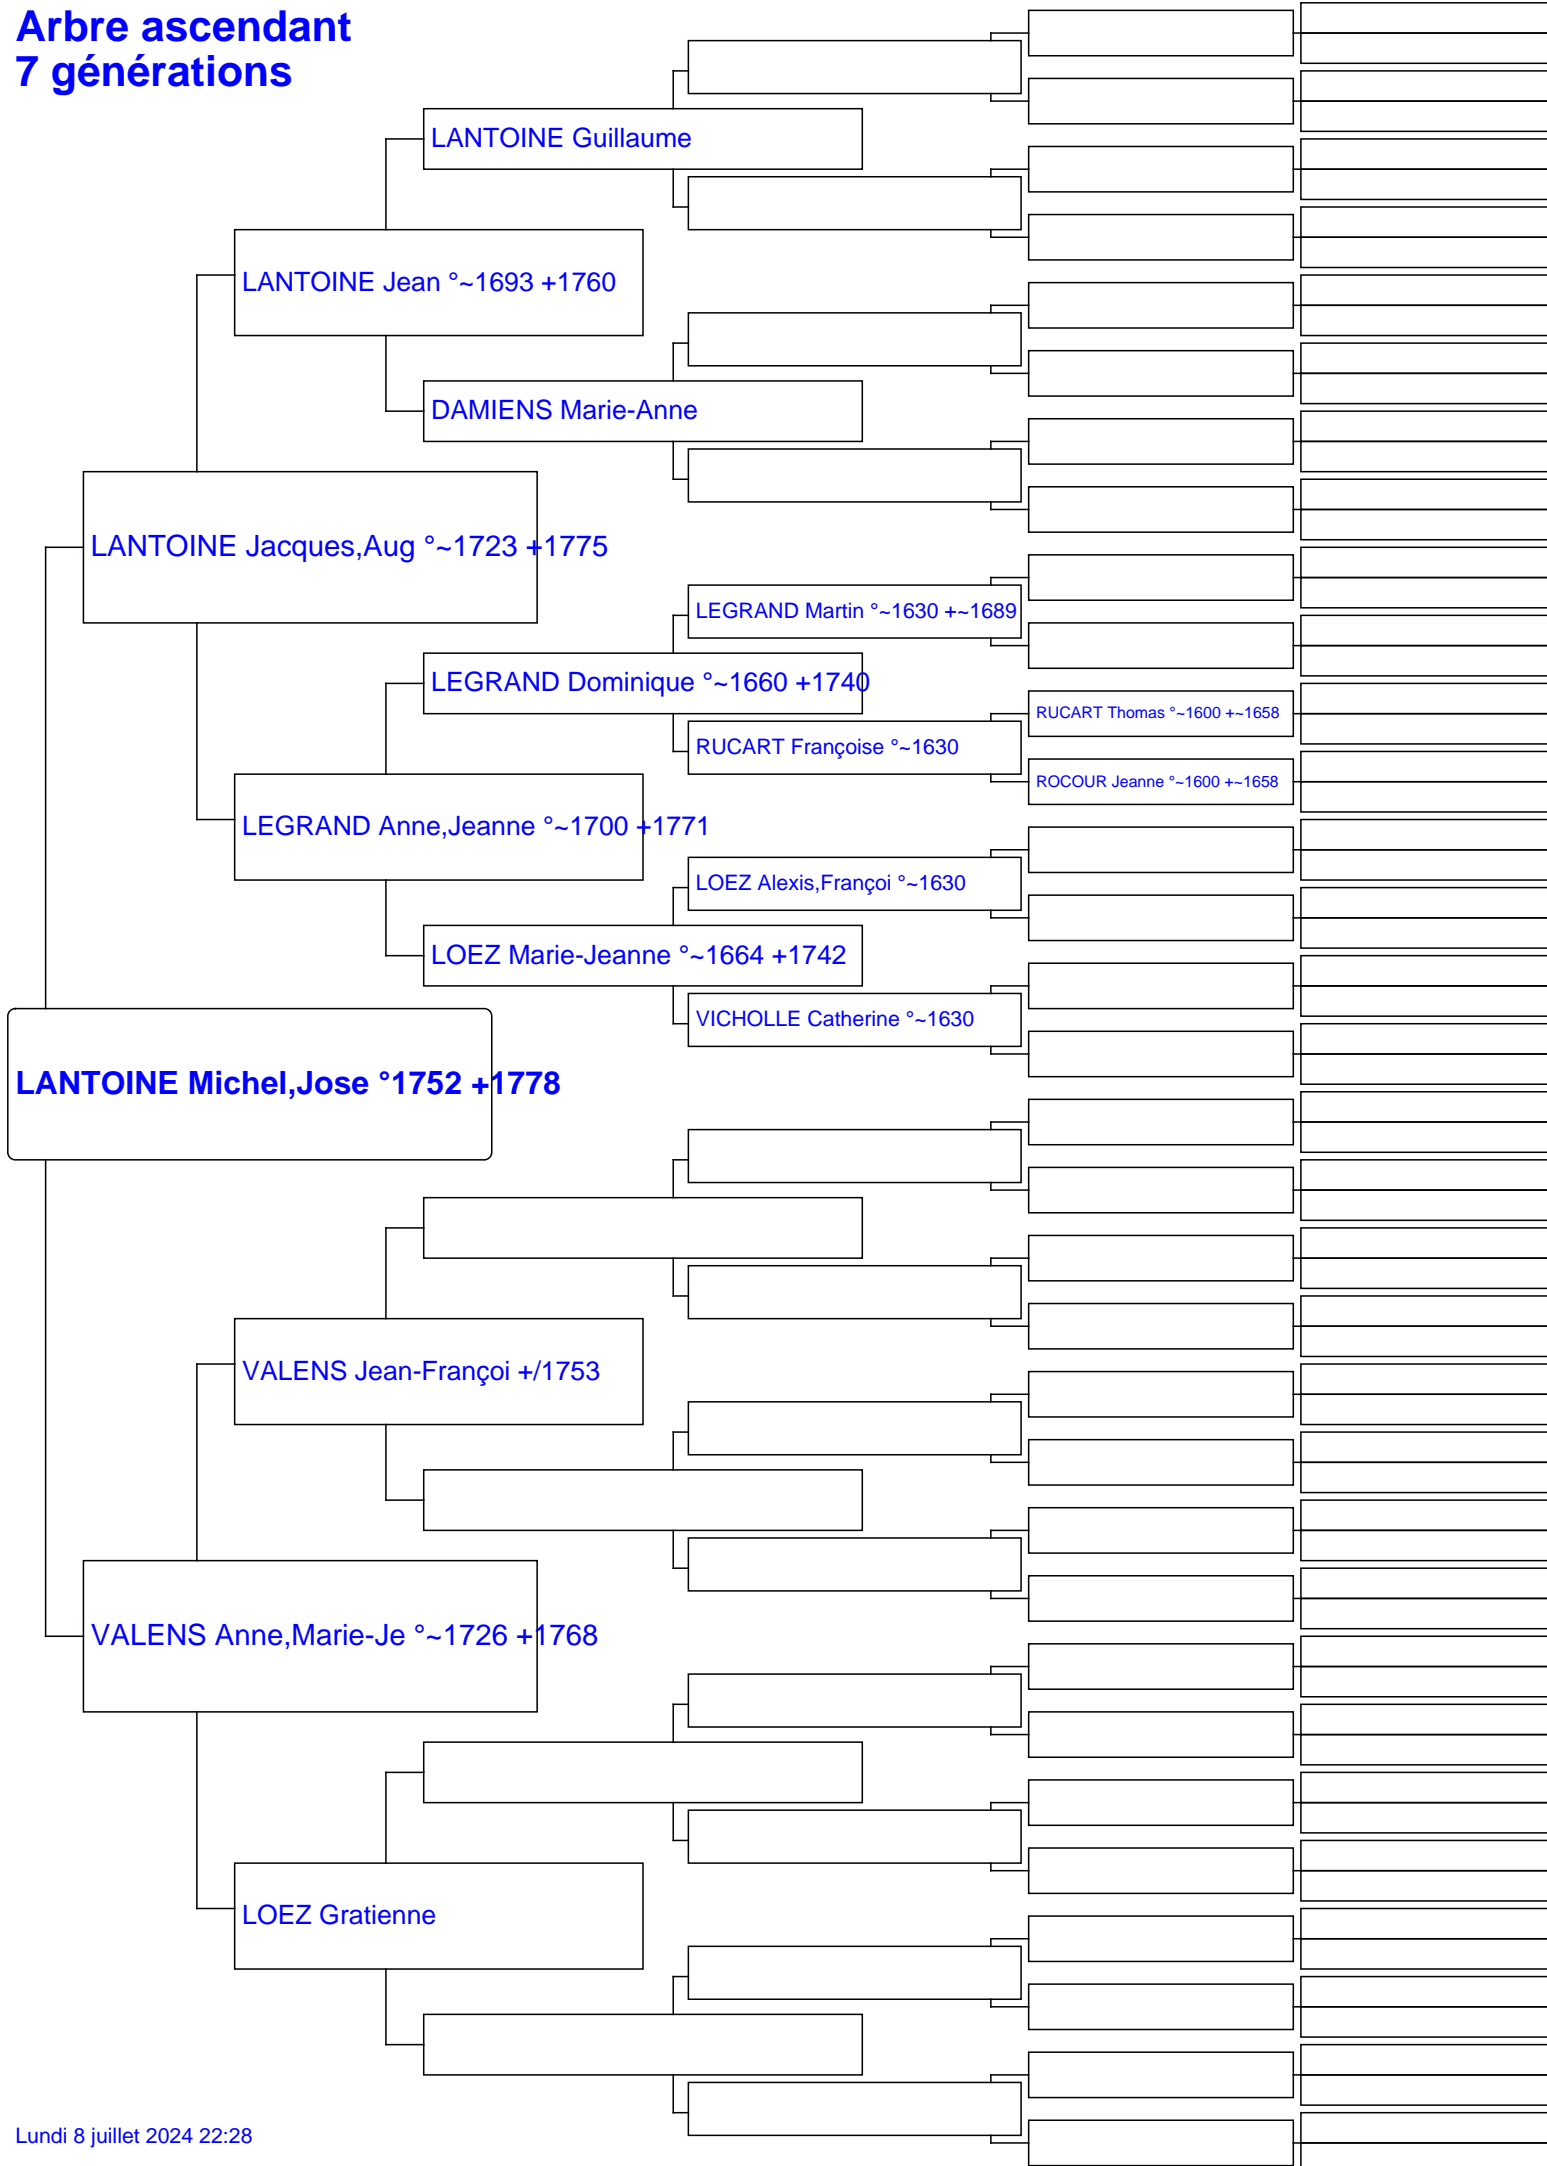 Arbre ascendant
7 générations
LANTOINE Guillaume
LANTOINE Jean °~1693 +1760
DAMIENS Marie-Anne
LANTOINE Jacques,Aug °~1723 +1775
LEGRAND Martin °~1630 +~1689
LEGRAND Dominique °~1660 +1740
RUCART Thomas °~1600 +~1658
RUCART Françoise °~1630
ROCOUR Jeanne °~1600 +~1658
LEGRAND Anne,Jeanne °~1700 +1771
LOEZ Alexis,Françoi °~1630
LOEZ Marie-Jeanne °~1664 +1742
VICHOLLE Catherine °~1630
LANTOINE Michel,Jose °1752 +1778
VALENS Jean-Françoi +/1753
VALENS Anne,Marie-Je °~1726 +1768
LOEZ Gratienne
Lundi 8 juillet 2024 22:28